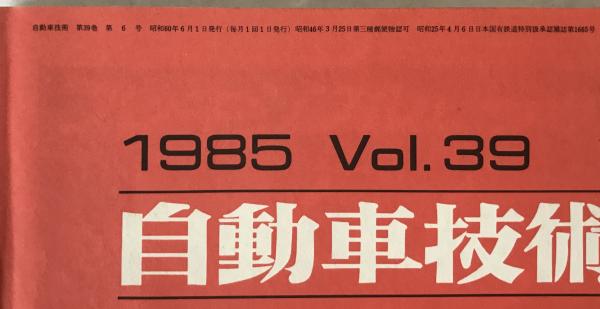 自動車技術 第39巻 第6号 昭和60年6月1日発行(毎月1回1日発行) 昭和46年3月25日第三種郵便物認可 昭和25年4月6日日本国有鉄道特別扱承認雑誌第1665号
1985 Vol.39
自動車技術